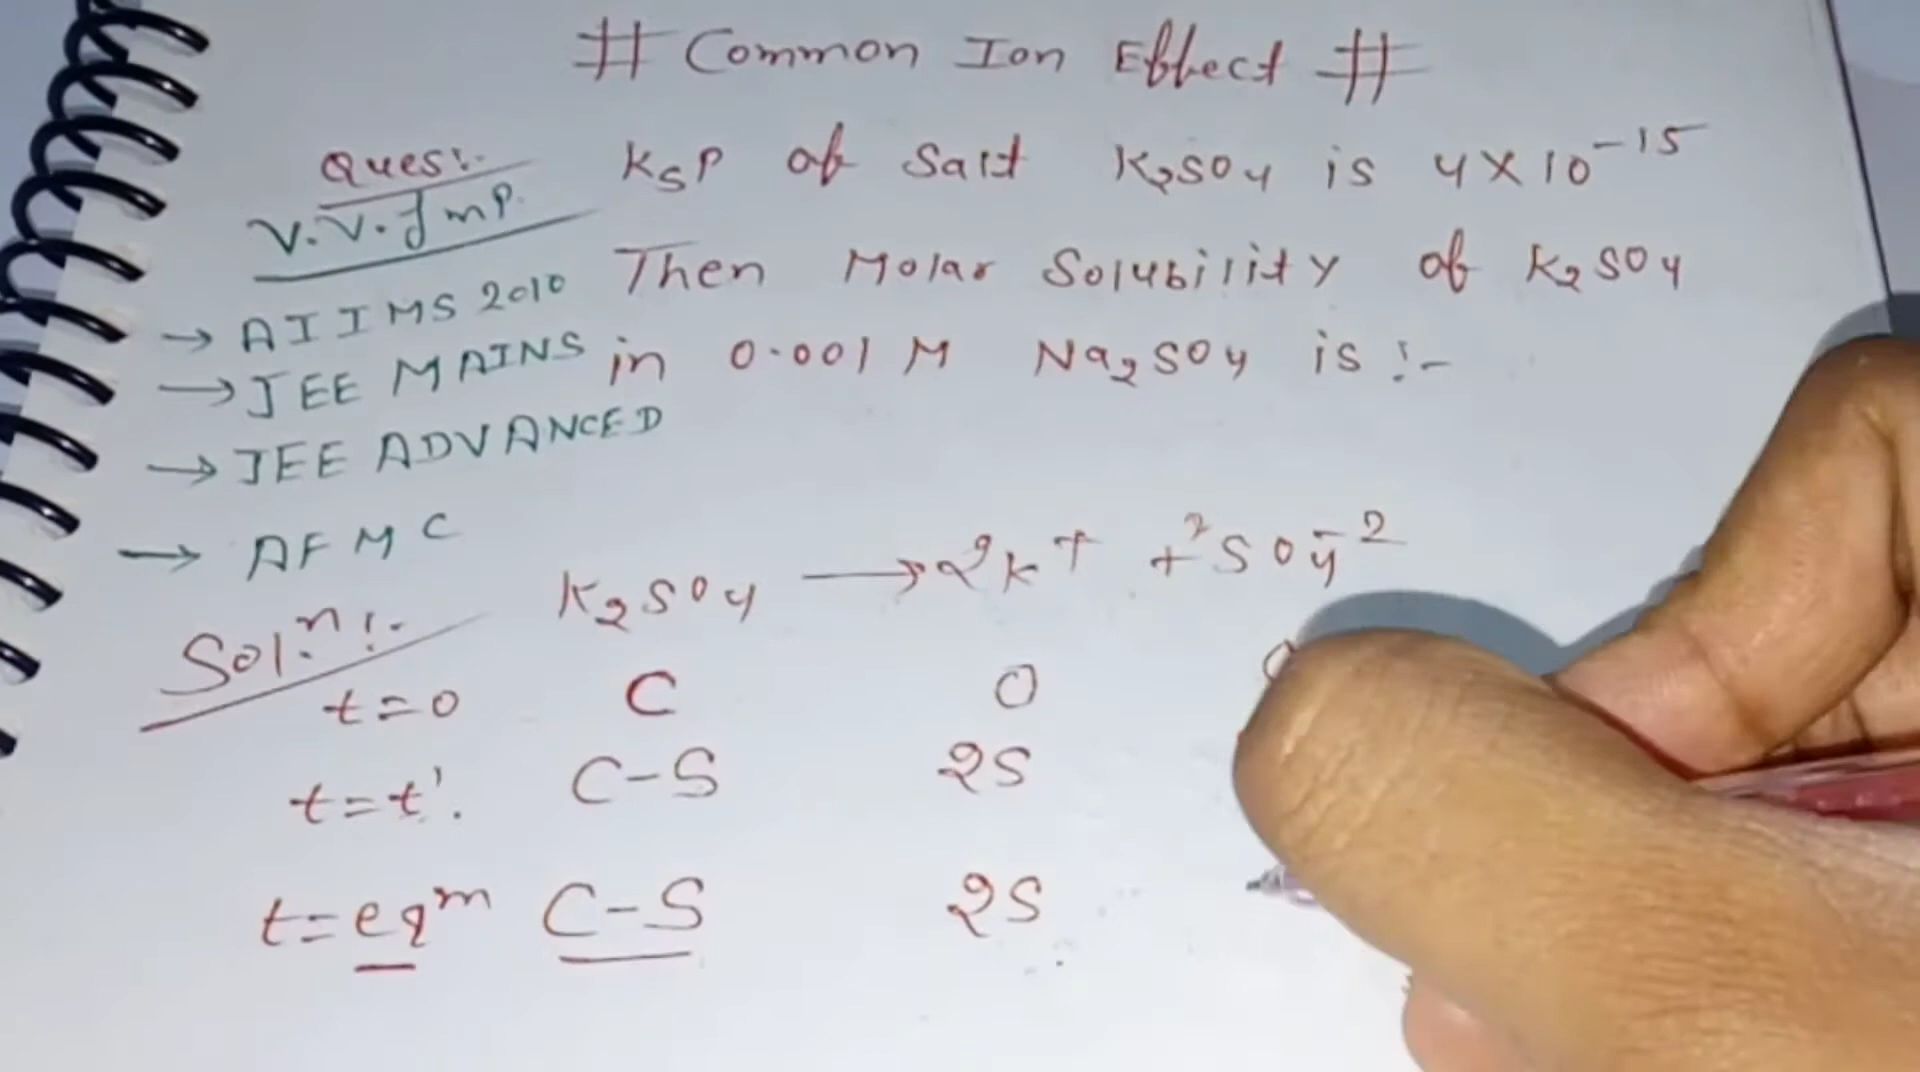 # Common Ion Effect #
Ques:- Ksp of Salt K₂SO₄ is 4×10⁻¹⁵
V.V.Imp. Then Molar Solubility of K₂SO₄
→ AIIMS 2010
in 0.001 M Na₂SO₄ is :-
→ JEE MAINS
→ JEE ADVANCED
→ AFMC
Solⁿ:- K₂SO₄ → 2K⁺ + SO₄⁻²
t=0 C 0
t=t'. C-S 2S
t=eqᵐ C-S 2S